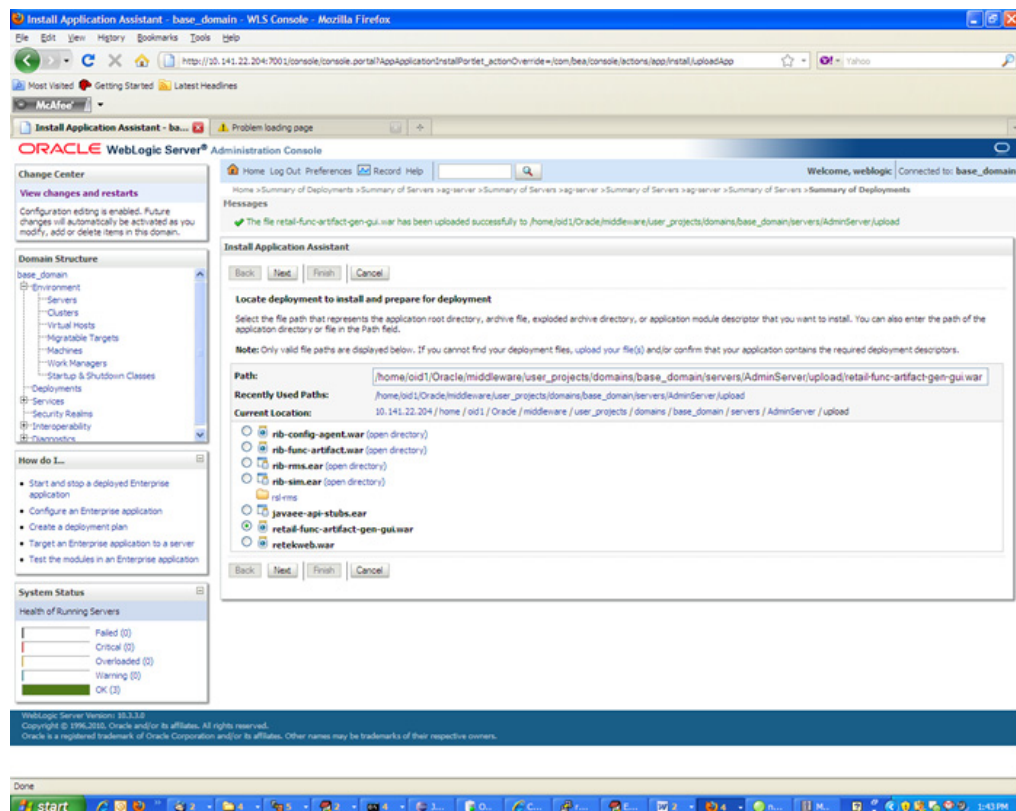 Install Application Assistant - base_domain - WLS Console - Mozilla Firefox
File Edit View History Bookmarks Tools Help
http://10.141.22.204:7001/console/console.portal?AppApplicationInstallPortlet_actionOverride=/com/bea/console/actions/app/install/uploadApp
Yahoo
Most Visited Getting Started Latest Headlines
McAfee
Install Application Assistant - ba... Problem loading page
ORACLE WebLogic Server® Administration Console
Change Center
View changes and restarts
Configuration editing is enabled. Future
changes will automatically be activated as you
modify, add or delete items in this domain.
Domain Structure
base_domain
Environment
Servers
Clusters
Virtual Hosts
Migratable Targets
Machines
Work Managers
Startup & Shutdown Classes
Deployments
Services
Security Realms
Interoperability
Diagnostics
How do I...
Start and stop a deployed Enterprise
application
Configure an Enterprise application
Create a deployment plan
Target an Enterprise application to a server
Test the modules in an Enterprise application
System Status
Health of Running Servers
Failed (0)
Critical (0)
Overloaded (0)
Warning (0)
OK (3)
Home Log Out Preferences Record Help
Welcome, weblogic Connected to: base_domain
Home >Summary of Deployments >Summary of Servers >ag-server >Summary of Servers >ag-server >Summary of Servers >ag-server >Summary of Servers >Summary of Deployments
Messages
The file retail-func-artifact-gen-gui.war has been uploaded successfully to /home/oid1/Oracle/middleware/user_projects/domains/base_domain/servers/AdminServer/upload
Install Application Assistant
Back Next Finish Cancel
Locate deployment to install and prepare for deployment
Select the file path that represents the application root directory, archive file, exploded archive directory, or application module descriptor that you want to install. You can also enter the path of the
application directory or file in the Path field.
Note: Only valid file paths are displayed below. If you cannot find your deployment files, upload your file(s) and/or confirm that your application contains the required deployment descriptors.
Path: /home/oid1/Oracle/middleware/user_projects/domains/base_domain/servers/AdminServer/upload/retail-func-artifact-gen-gui.war
Recently Used Paths: /home/oid1/Oracle/middleware/user_projects/domains/base_domain/servers/AdminServer/upload
Current Location: 10.141.22.204 / home / oid1 / Oracle / middleware / user_projects / domains / base_domain / servers / AdminServer / upload
rib-config-agent.war (open directory)
rib-func-artifact.war (open directory)
rib-rms.ear (open directory)
rib-sim.ear (open directory)
rsl-rms
javaee-api-stubs.ear
retail-func-artifact-gen-gui.war
retekweb.war
Back Next Finish Cancel
WebLogic Server Version: 10.3.3.0
Copyright © 1996,2010, Oracle and/or its affiliates. All rights reserved.
Oracle is a registered trademark of Oracle Corporation and/or its affiliates. Other names may be trademarks of their respective owners.
Done
start 2 4 5 2 4 J... O... C... r... E... 2 4 n... M... 1:43 PM